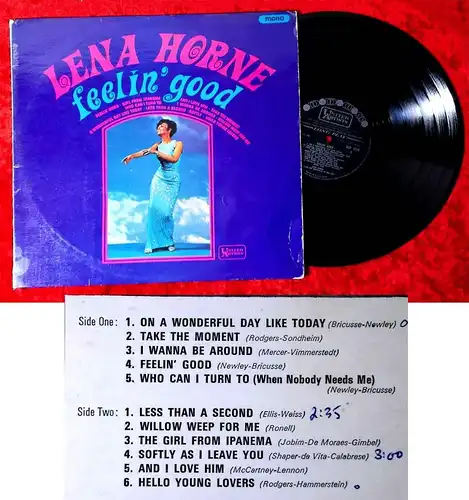 mono
LENA HORNE
feelin' good
UNITED ARTISTS
UNITED ARTISTS
Side One: 1. ON A WONDERFUL DAY LIKE TODAY (Bricusse-Newley) O
2. TAKE THE MOMENT (Rodgers-Sondheim)
3. I WANNA BE AROUND (Mercer-Vimmerstedt)
4. FEELIN' GOOD (Newley-Bricusse)
5. WHO CAN I TURN TO (When Nobody Needs Me)
(Newley-Bricusse)
Side Two: 1. LESS THAN A SECOND (Ellis-Weiss) 2:35
2. WILLOW WEEP FOR ME (Ronell)
3. THE GIRL FROM IPANEMA (Jobim-De Moraes-Gimbel)
4. SOFTLY AS I LEAVE YOU (Shaper-de Vita-Calabrese) 3:00
5. AND I LOVE HIM (McCartney-Lennon)
6. HELLO YOUNG LOVERS (Rodgers-Hammerstein)